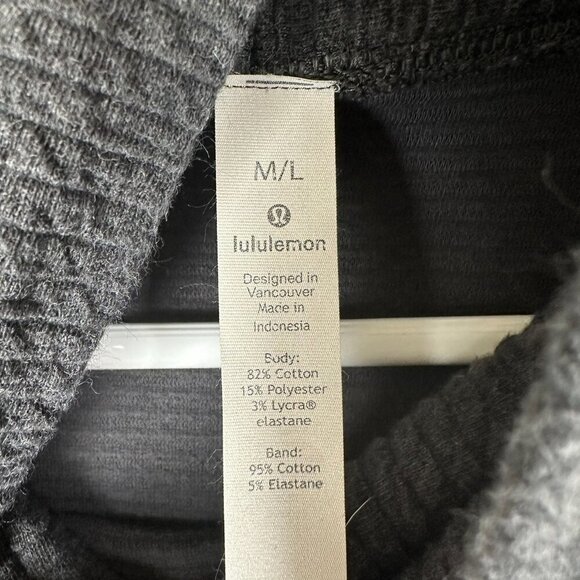 M/L
lululemon
Designed in
Vancouver
Made in
Indonesia
Body:
82% Cotton
15% Polyester
3% Lycra®
elastane
Band:
95% Cotton
5% Elastane